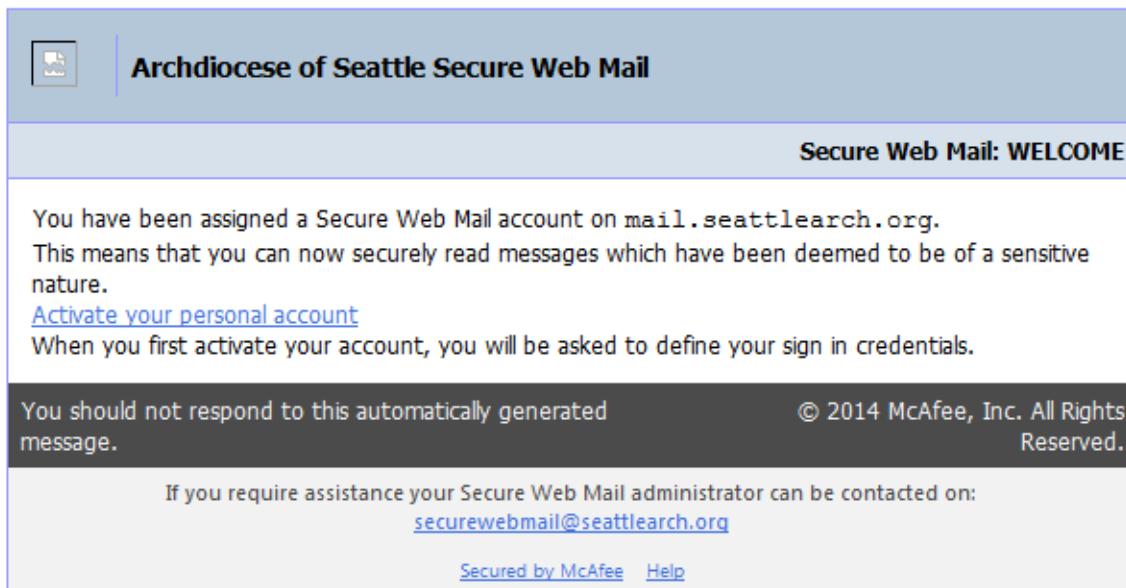 Archdiocese of Seattle Secure Web Mail
Secure Web Mail: WELCOME
You have been assigned a Secure Web Mail account on mail.seattlearch.org.
This means that you can now securely read messages which have been deemed to be of a sensitive
nature.
Activate your personal account
When you first activate your account, you will be asked to define your sign in credentials.
You should not respond to this automatically generated
message.
© 2014 McAfee, Inc. All Rights
Reserved.
If you require assistance your Secure Web Mail administrator can be contacted on:
securewebmail@seattlearch.org
Secured by McAfee Help